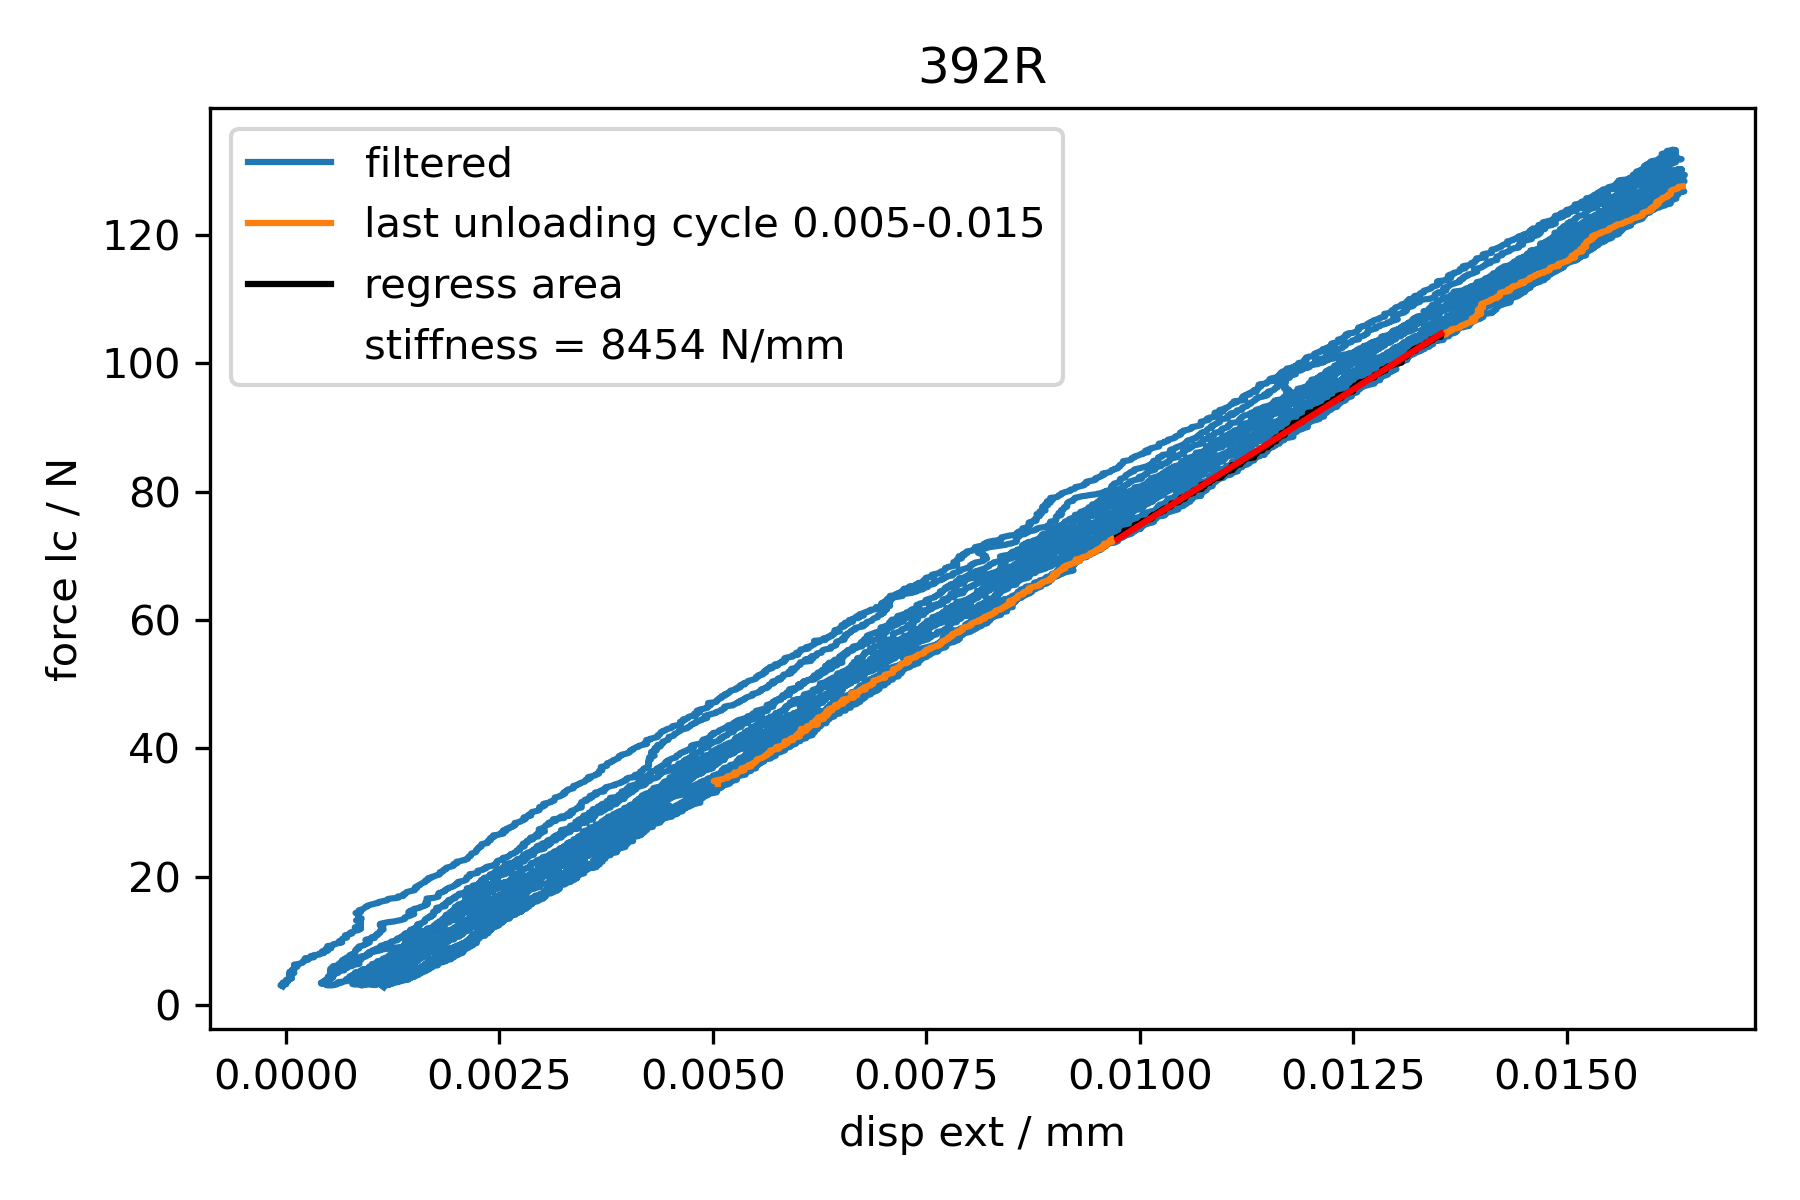 392R
filtered
last unloading cycle 0.005-0.015
regress area
stiffness = 8454 N/mm
120
100
80
60
40
20
0
force lc / N
0.0000 0.0025 0.0050 0.0075 0.0100 0.0125 0.0150
disp ext / mm